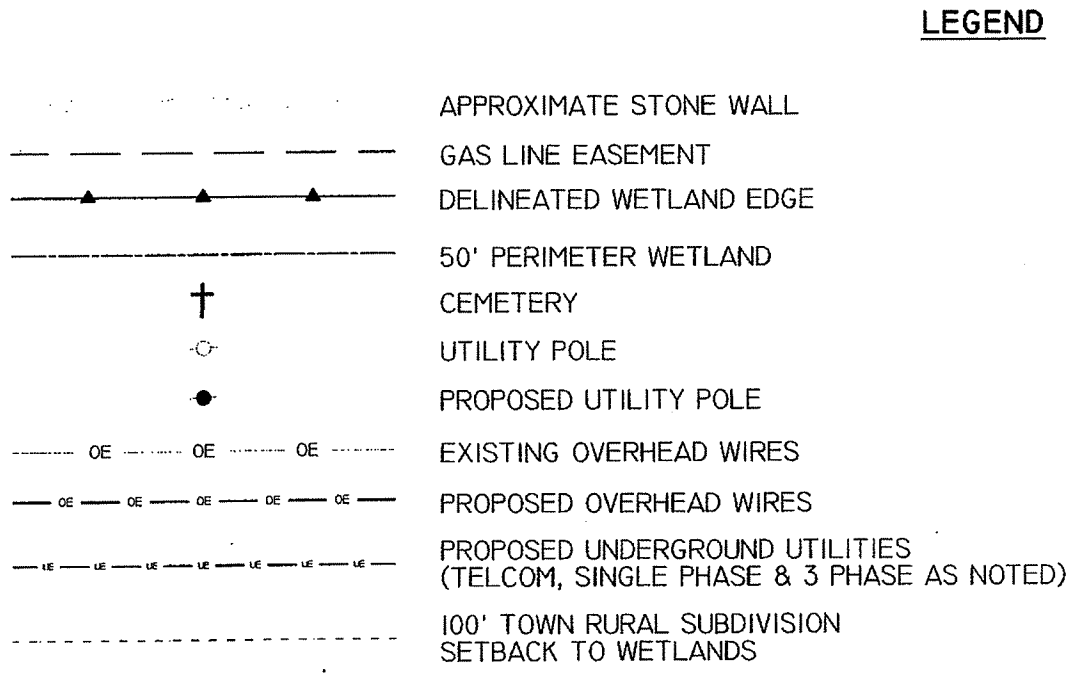 LEGEND
APPROXIMATE STONE WALL
GAS LINE EASEMENT
DELINEATED WETLAND EDGE
50' PERIMETER WETLAND
CEMETERY
UTILITY POLE
PROPOSED UTILITY POLE
OE OE OE EXISTING OVERHEAD WIRES
OE OE OE OE OE PROPOSED OVERHEAD WIRES
UE UE UE UE UE UE UE PROPOSED UNDERGROUND UTILITIES
(TELCOM, SINGLE PHASE & 3 PHASE AS NOTED)
100' TOWN RURAL SUBDIVISION
SETBACK TO WETLANDS